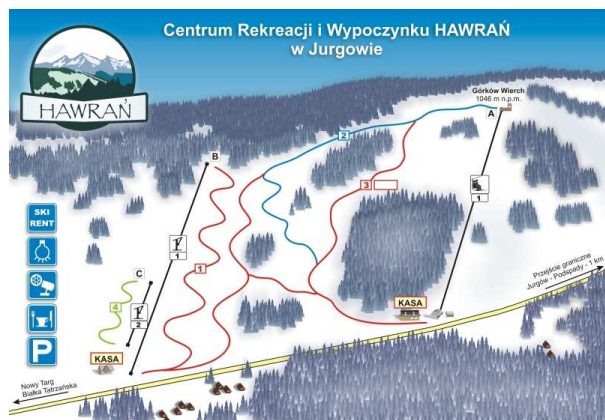 Centrum Rekreacji i Wypoczynku HAWRAŃ
w Jurgowie
HAWRAŃ
Górków Wierch
1046 m n.p.m.
A
2
B
3
1
SKI
RENT
1
1
C
4
2
Przejście graniczne
Jurgów - Podspady - 1 km
KASA
KASA
P
Nowy Targ
Białka Tatrzańska